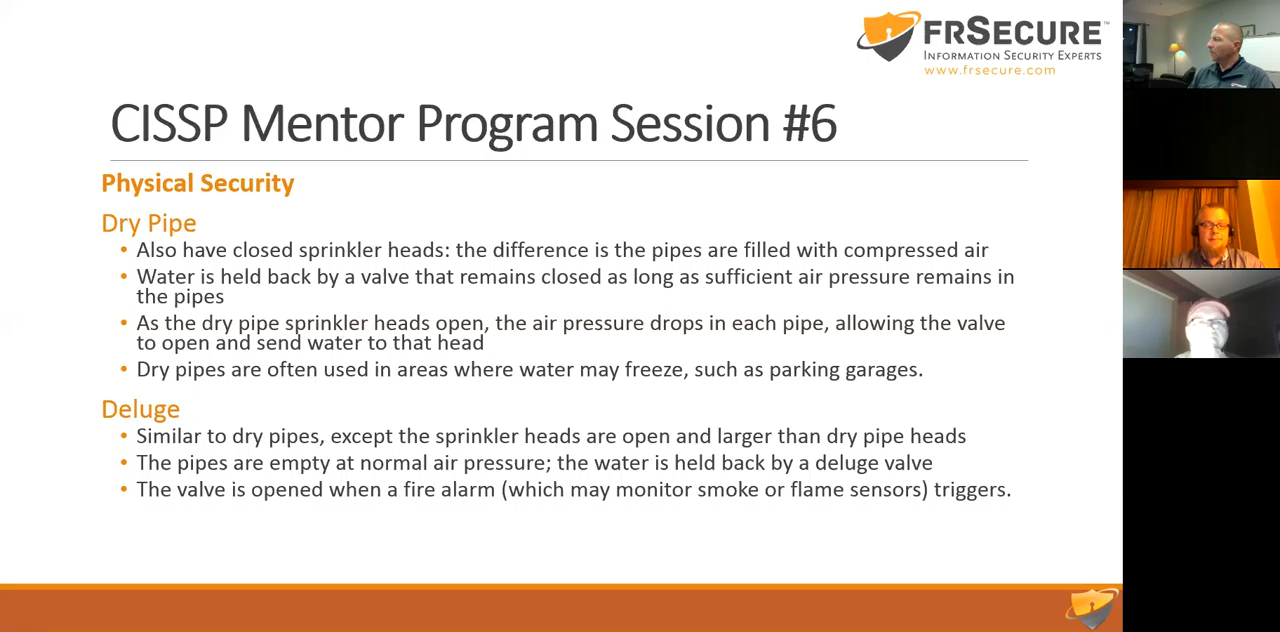 FRSECURE™
INFORMATION SECURITY EXPERTS
www.frsecure.com
CISSP Mentor Program Session #6
Physical Security
Dry Pipe
• Also have closed sprinkler heads: the difference is the pipes are filled with compressed air
• Water is held back by a valve that remains closed as long as sufficient air pressure remains in
the pipes
• As the dry pipe sprinkler heads open, the air pressure drops in each pipe, allowing the valve
to open and send water to that head
• Dry pipes are often used in areas where water may freeze, such as parking garages.
Deluge
• Similar to dry pipes, except the sprinkler heads are open and larger than dry pipe heads
• The pipes are empty at normal air pressure; the water is held back by a deluge valve
• The valve is opened when a fire alarm (which may monitor smoke or flame sensors) triggers.